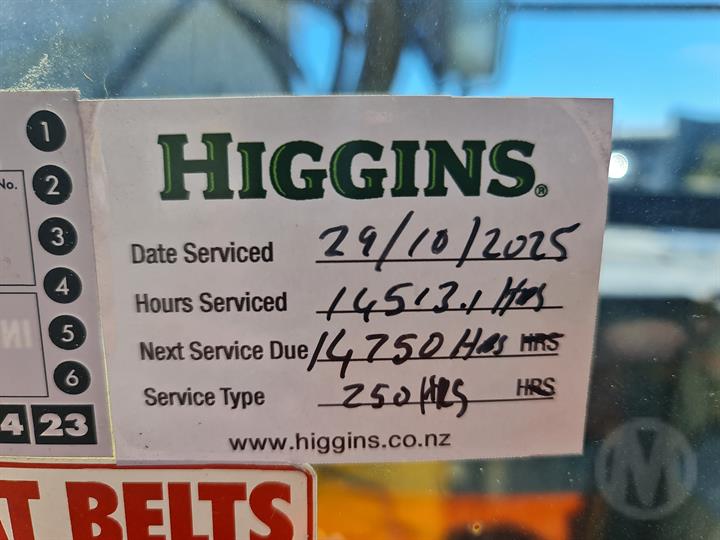 HIGGINS®
Date Serviced 29/10/2025
Hours Serviced 14513.1 Hrs
Next Service Due 14750 Hrs HRS
Service Type 250 Hrs HRS
www.higgins.co.nz
No.
1
2
3
4
5
6
4 23
AT BELTS
M